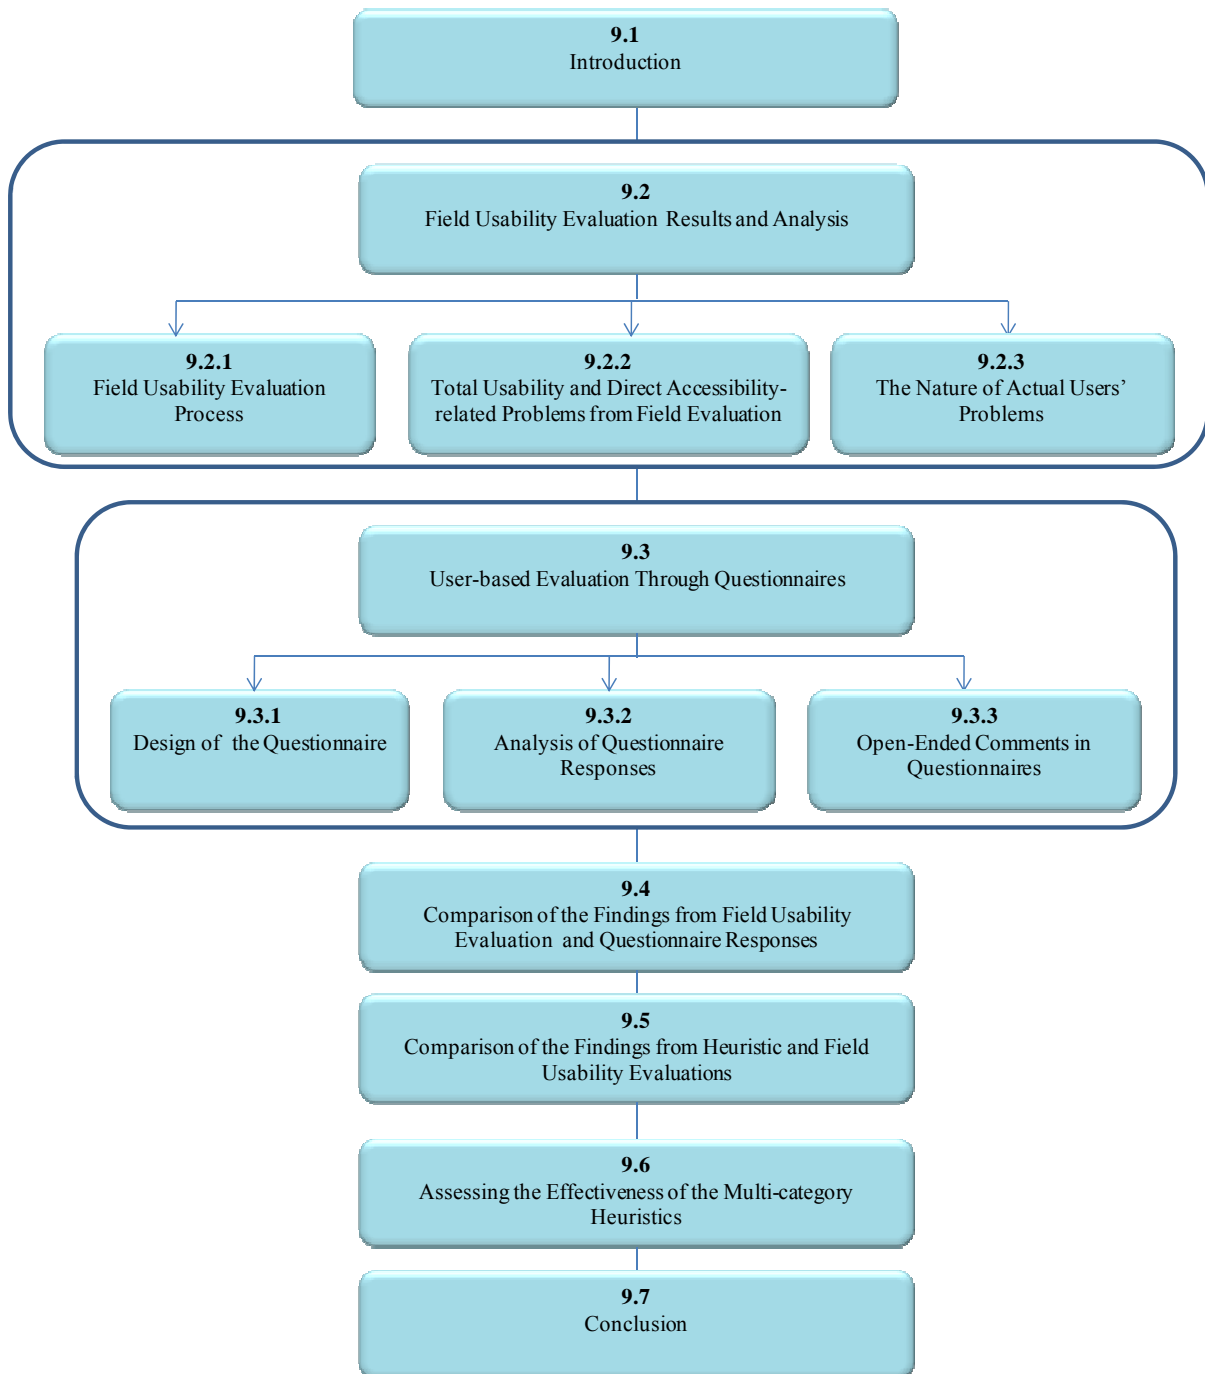 9.1
Introduction
9.2
Field Usability Evaluation Results and Analysis
9.2.1
Field Usability Evaluation
Process
9.2.2
Total Usability and Direct Accessibility-
related Problems from Field Evaluation
9.2.3
The Nature of Actual Users’
Problems
9.3
User-based Evaluation Through Questionnaires
9.3.1
Design of the Questionnaire
9.3.2
Analysis of Questionnaire
Responses
9.3.3
Open-Ended Comments in
Questionnaires
9.4
Comparison of the Findings from Field Usability
Evaluation and Questionnaire Responses
9.5
Comparison of the Findings from Heuristic and Field
Usability Evaluations
9.6
Assessing the Effectiveness of the Multi-category
Heuristics
9.7
Conclusion